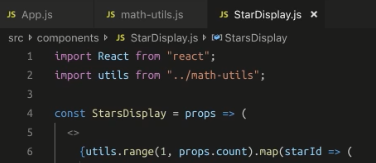 JS App.js JS math-utils.js JS StarDisplay.js ×
src › components › JS StarDisplay.js › StarsDisplay
1 import React from "react";
2 import utils from "../math-utils";
3
4 const StarsDisplay = props => (
5 <>
6 {utils.range(1, props.count).map(starId => (